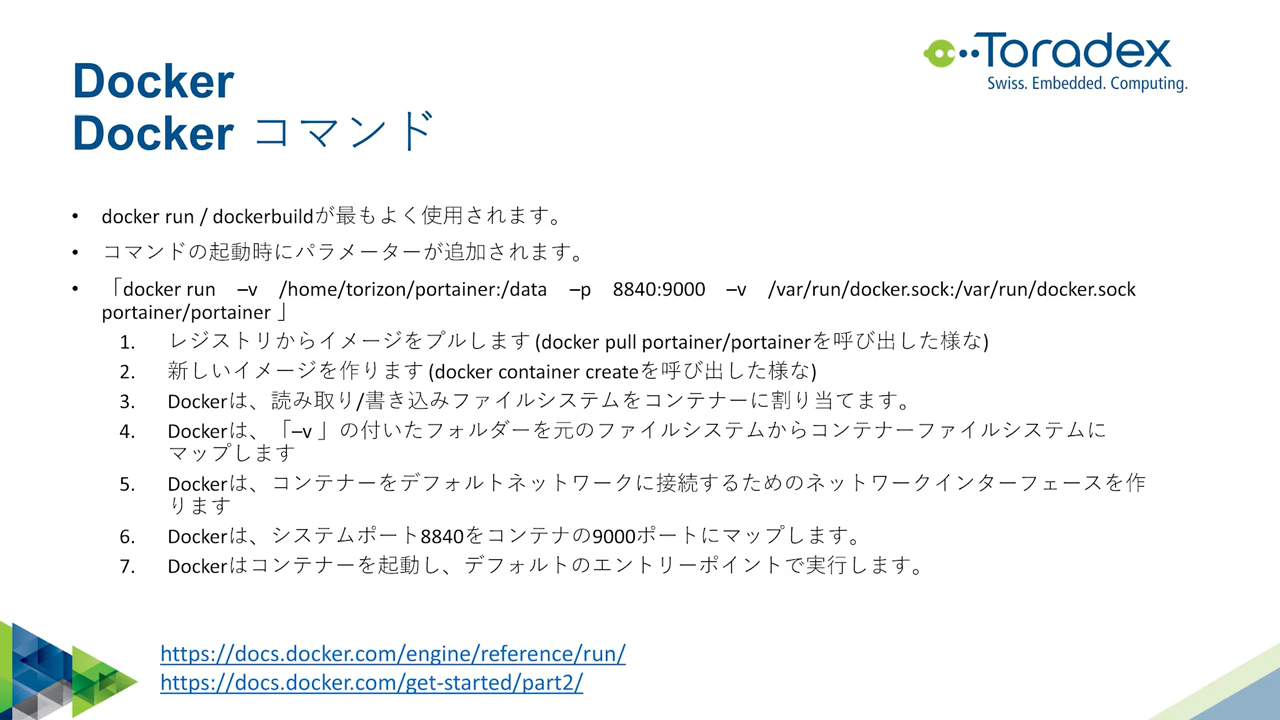 Toradex
Swiss. Embedded. Computing.
Docker
Docker コマンド
• docker run / dockerbuildが最もよく使用されます。
• コマンドの起動時にパラメーターが追加されます。
• 「docker run –v /home/torizon/portainer:/data –p 8840:9000 –v /var/run/docker.sock:/var/run/docker.sock
portainer/portainer 」
1. レジストリからイメージをプルします (docker pull portainer/portainerを呼び出した様な)
2. 新しいイメージを作ります (docker container createを呼び出した様な)
3. Dockerは、読み取り/書き込みファイルシステムをコンテナーに割り当てます。
4. Dockerは、「–v 」の付いたフォルダーを元のファイルシステムからコンテナーファイルシステムに
マップします
5. Dockerは、コンテナーをデフォルトネットワークに接続するためのネットワークインターフェースを作
ります
6. Dockerは、システムポート8840をコンテナの9000ポートにマップします。
7. Dockerはコンテナーを起動し、デフォルトのエントリーポイントで実行します。
https://docs.docker.com/engine/reference/run/
https://docs.docker.com/get-started/part2/